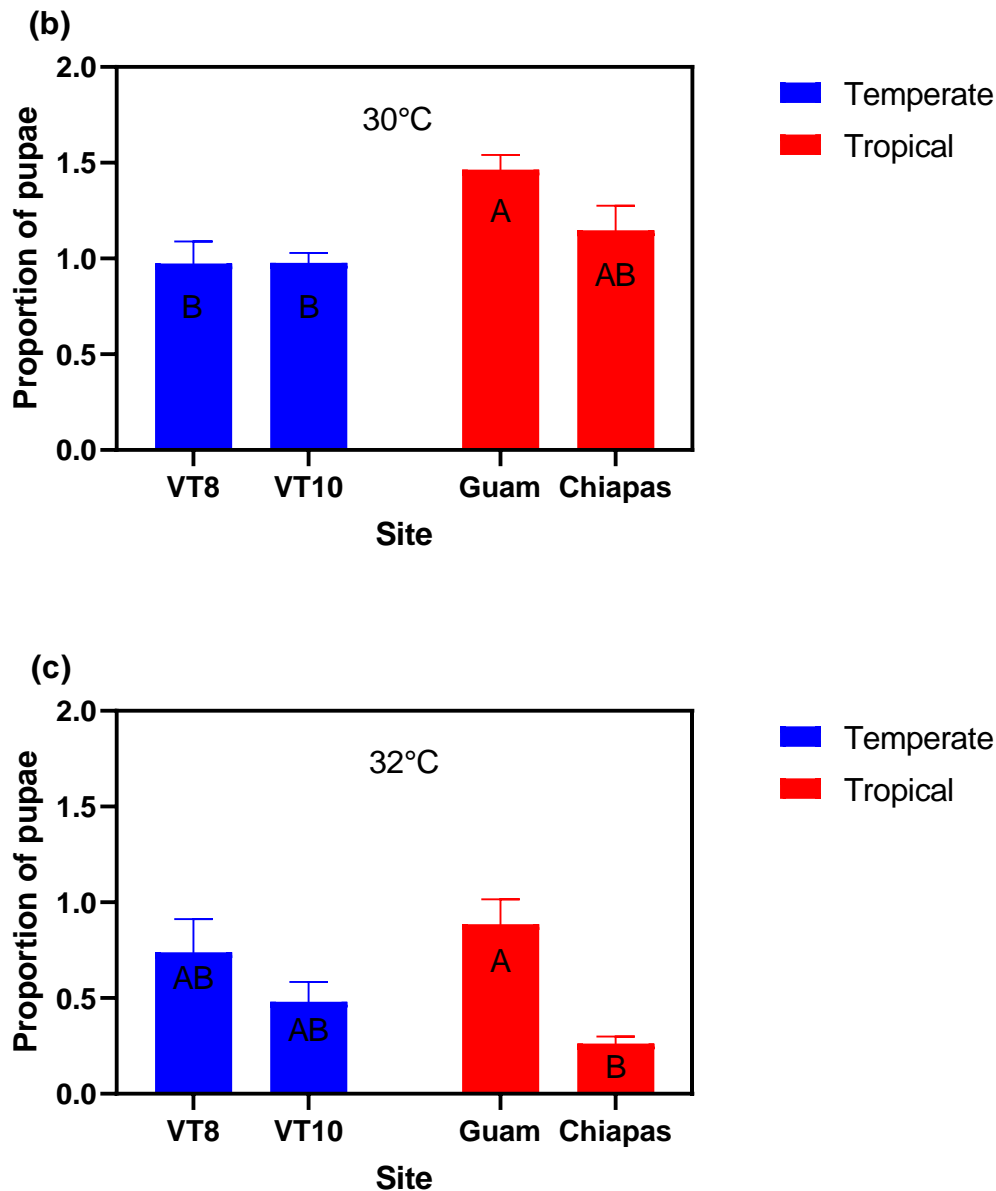 (b)
2.0
30°C
Temperate
Tropical
1.5
A
1.0
AB
B B
0.5
0.0
Proportion of pupae
VT8 VT10 Guam Chiapas
Site
(c)
2.0
32°C
Temperate
Tropical
1.5
1.0
A
AB
0.5
AB
B
0.0
Proportion of pupae
VT8 VT10 Guam Chiapas
Site